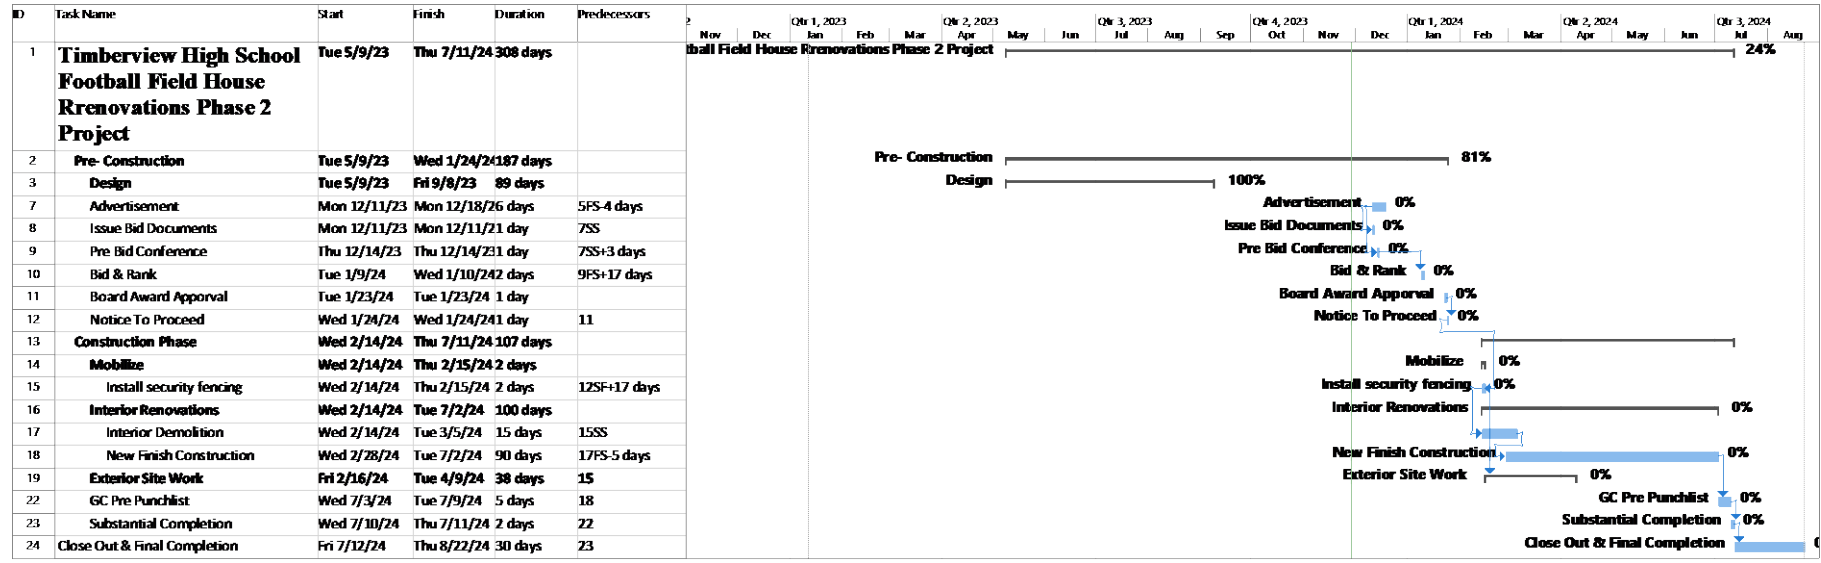 ID Task Name Start Finish Duration Predecessors
Qtr 1, 2023 Qtr 2, 2023 Qtr 3, 2023 Qtr 4, 2023 Qtr 1, 2024 Qtr 2, 2024 Qtr 3, 2024
Nov Dec Jan Feb Mar Apr May Jun Jul Aug Sep Oct Nov Dec Jan Feb Mar Apr May Jun Jul Aug
1 Timberview High School Tue 5/9/23 Thu 7/11/24 308 days
Football Field House
Rrenovations Phase 2
Project
tball Field House Rrenovations Phase 2 Project 24%
2 Pre- Construction Tue 5/9/23 Wed 1/24/24 187 days Pre- Construction 81%
3 Design Tue 5/9/23 Fri 9/8/23 89 days Design 100%
7 Advertisement Mon 12/11/23 Mon 12/18/2 6 days 5FS-4 days Advertisement 0%
8 Issue Bid Documents Mon 12/11/23 Mon 12/11/2 1 day 7SS Issue Bid Documents 0%
9 Pre Bid Conference Thu 12/14/23 Thu 12/14/23 1 day 7SS+3 days Pre Bid Conference 0%
10 Bid & Rank Tue 1/9/24 Wed 1/10/24 2 days 9FS+17 days Bid & Rank 0%
11 Board Award Apporval Tue 1/23/24 Tue 1/23/24 1 day Board Award Apporval 0%
12 Notice To Proceed Wed 1/24/24 Wed 1/24/24 1 day 11 Notice To Proceed 0%
13 Construction Phase Wed 2/14/24 Thu 7/11/24 107 days
14 Mobilize Wed 2/14/24 Thu 2/15/24 2 days Mobilize 0%
15 Install security fencing Wed 2/14/24 Thu 2/15/24 2 days 12SF+17 days Install security fencing 0%
16 Interior Renovations Wed 2/14/24 Tue 7/2/24 100 days Interior Renovations 0%
17 Interior Demolition Wed 2/14/24 Tue 3/5/24 15 days 15SS
18 New Finish Construction Wed 2/28/24 Tue 7/2/24 90 days 17FS-5 days New Finish Construction 0%
19 Exterior Site Work Fri 2/16/24 Tue 4/9/24 38 days 15 Exterior Site Work 0%
22 GC Pre Punchlist Wed 7/3/24 Tue 7/9/24 5 days 18 GC Pre Punchlist 0%
23 Substantial Completion Wed 7/10/24 Thu 7/11/24 2 days 22 Substantial Completion 0%
24 Close Out & Final Completion Fri 7/12/24 Thu 8/22/24 30 days 23 Close Out & Final Completion